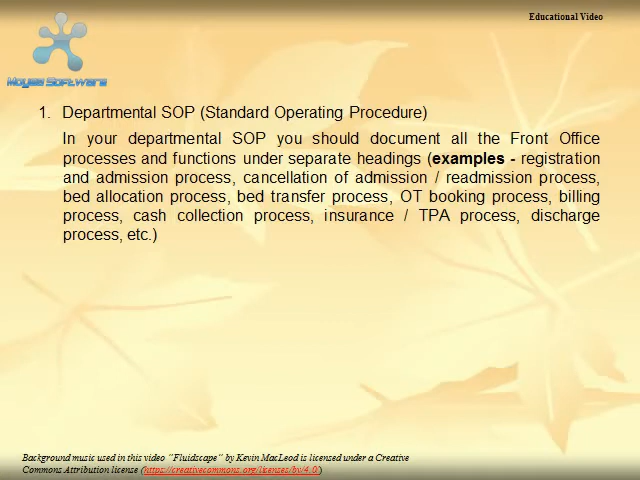 Educational Video
Moyae Software
1. Departmental SOP (Standard Operating Procedure)
In your departmental SOP you should document all the Front Office
processes and functions under separate headings (examples - registration
and admission process, cancellation of admission / readmission process,
bed allocation process, bed transfer process, OT booking process, billing
process, cash collection process, insurance / TPA process, discharge
process, etc.)
Background music used in this video "Fluidscape" by Kevin MacLeod is licensed under a Creative
Commons Attribution license (https://creativecommons.org/licenses/by/4.0/)